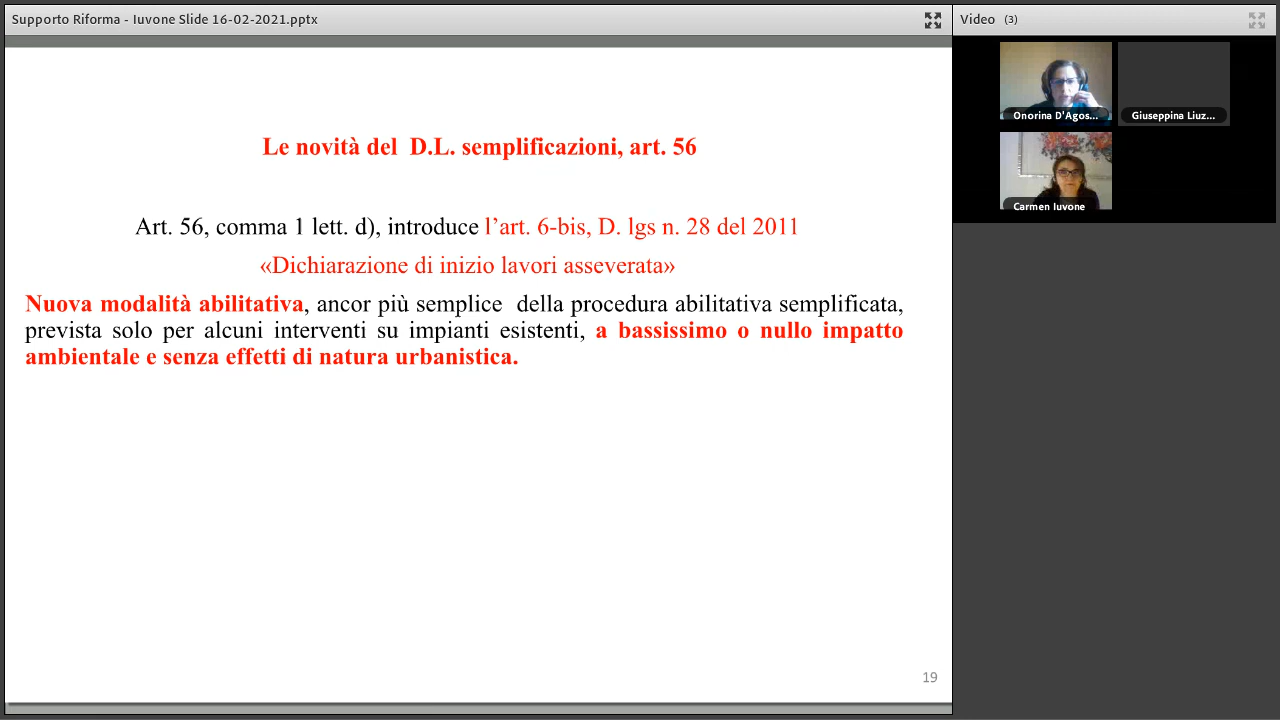 Supporto Riforma - Iuvone Slide 16-02-2021.pptx
Video (3)
Onorina D'Agos...
Giuseppina Liuz...
Carmen Iuvone
Le novità del D.L. semplificazioni, art. 56
Art. 56, comma 1 lett. d), introduce l’art. 6-bis, D. lgs n. 28 del 2011
«Dichiarazione di inizio lavori asseverata»
Nuova modalità abilitativa, ancor più semplice della procedura abilitativa semplificata,
prevista solo per alcuni interventi su impianti esistenti, a bassissimo o nullo impatto
ambientale e senza effetti di natura urbanistica.
19